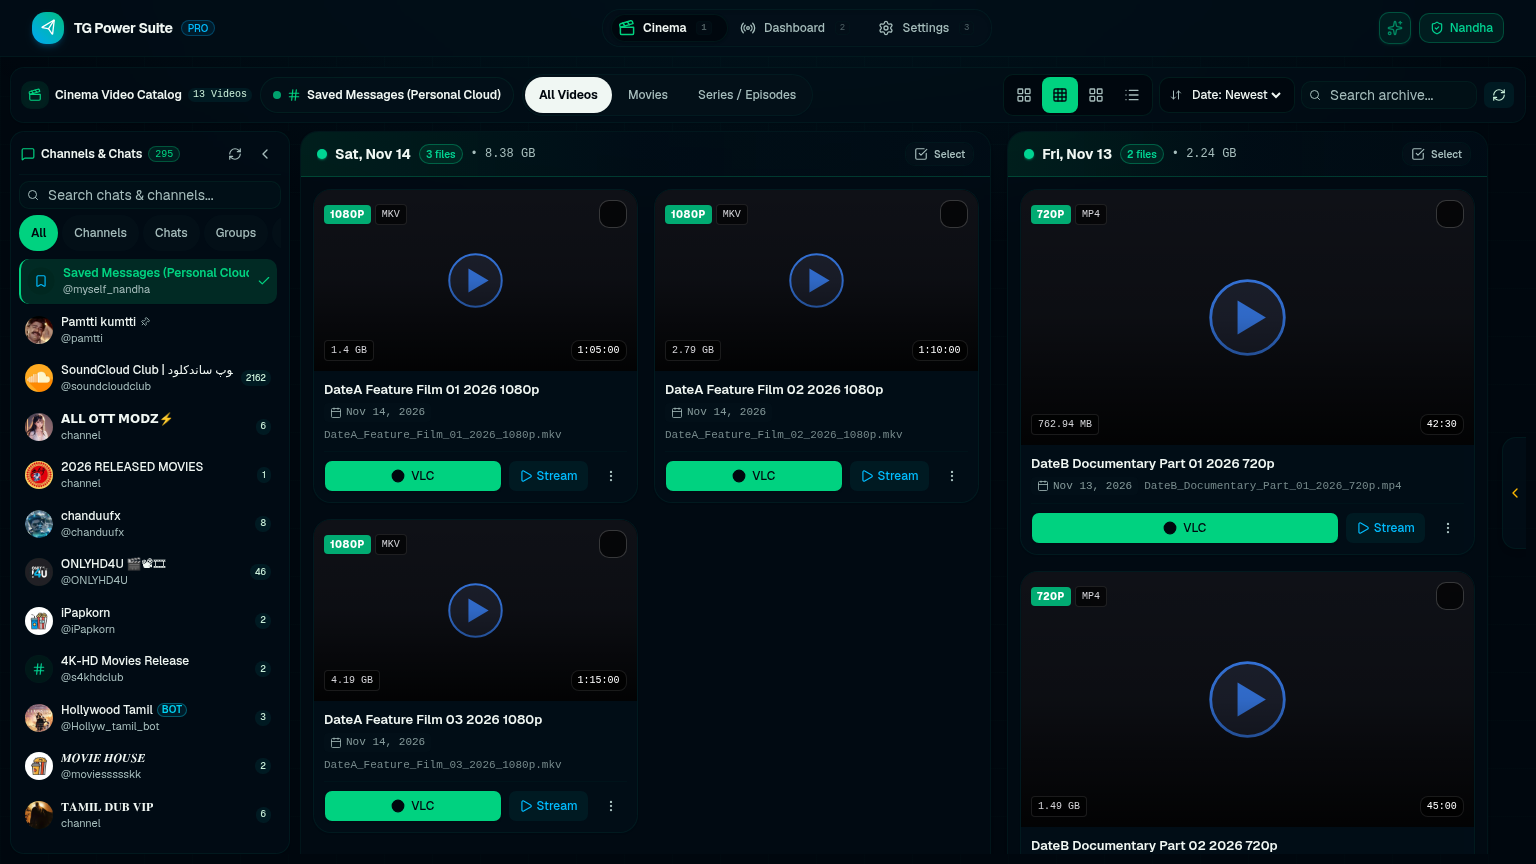 TG Power Suite PRO
Cinema 1 Dashboard 2 Settings 3
Nandha
Cinema Video Catalog 13 Videos
Saved Messages (Personal Cloud)
All Videos Movies Series / Episodes
Date: Newest
Search archive...
Channels & Chats 295
Search chats & channels...
All Channels Chats Groups
Saved Messages (Personal Cloud
@myself_nandha
Pamtti kumtti
@pamtti
SoundCloud Club | وپ ساندکلود 2162
@soundcloudclub
ALL OTT MODZ⚡ 6
channel
2026 RELEASED MOVIES 1
channel
chanduufx 8
@chanduufx
ONLYHD4U 🎬📽🎞 46
@ONLYHD4U
iPapkorn 2
@iPapkorn
4K-HD Movies Release 2
@s4khdclub
Hollywood Tamil BOT 3
@Hollyw_tamil_bot
MOVIE HOUSE 2
@moviesssssskk
TAMIL DUB VIP 6
channel
Sat, Nov 14 3 files • 8.38 GB Select
1080P MKV
1.4 GB 1:05:00
DateA Feature Film 01 2026 1080p
Nov 14, 2026
DateA_Feature_Film_01_2026_1080p.mkv
VLC Stream
1080P MKV
2.79 GB 1:10:00
DateA Feature Film 02 2026 1080p
Nov 14, 2026
DateA_Feature_Film_02_2026_1080p.mkv
VLC Stream
1080P MKV
4.19 GB 1:15:00
DateA Feature Film 03 2026 1080p
Nov 14, 2026
DateA_Feature_Film_03_2026_1080p.mkv
VLC Stream
Fri, Nov 13 2 files • 2.24 GB Select
720P MP4
762.94 MB 42:30
DateB Documentary Part 01 2026 720p
Nov 13, 2026 DateB_Documentary_Part_01_2026_720p.mp4
VLC Stream
720P MP4
1.49 GB 45:00
DateB Documentary Part 02 2026 720p